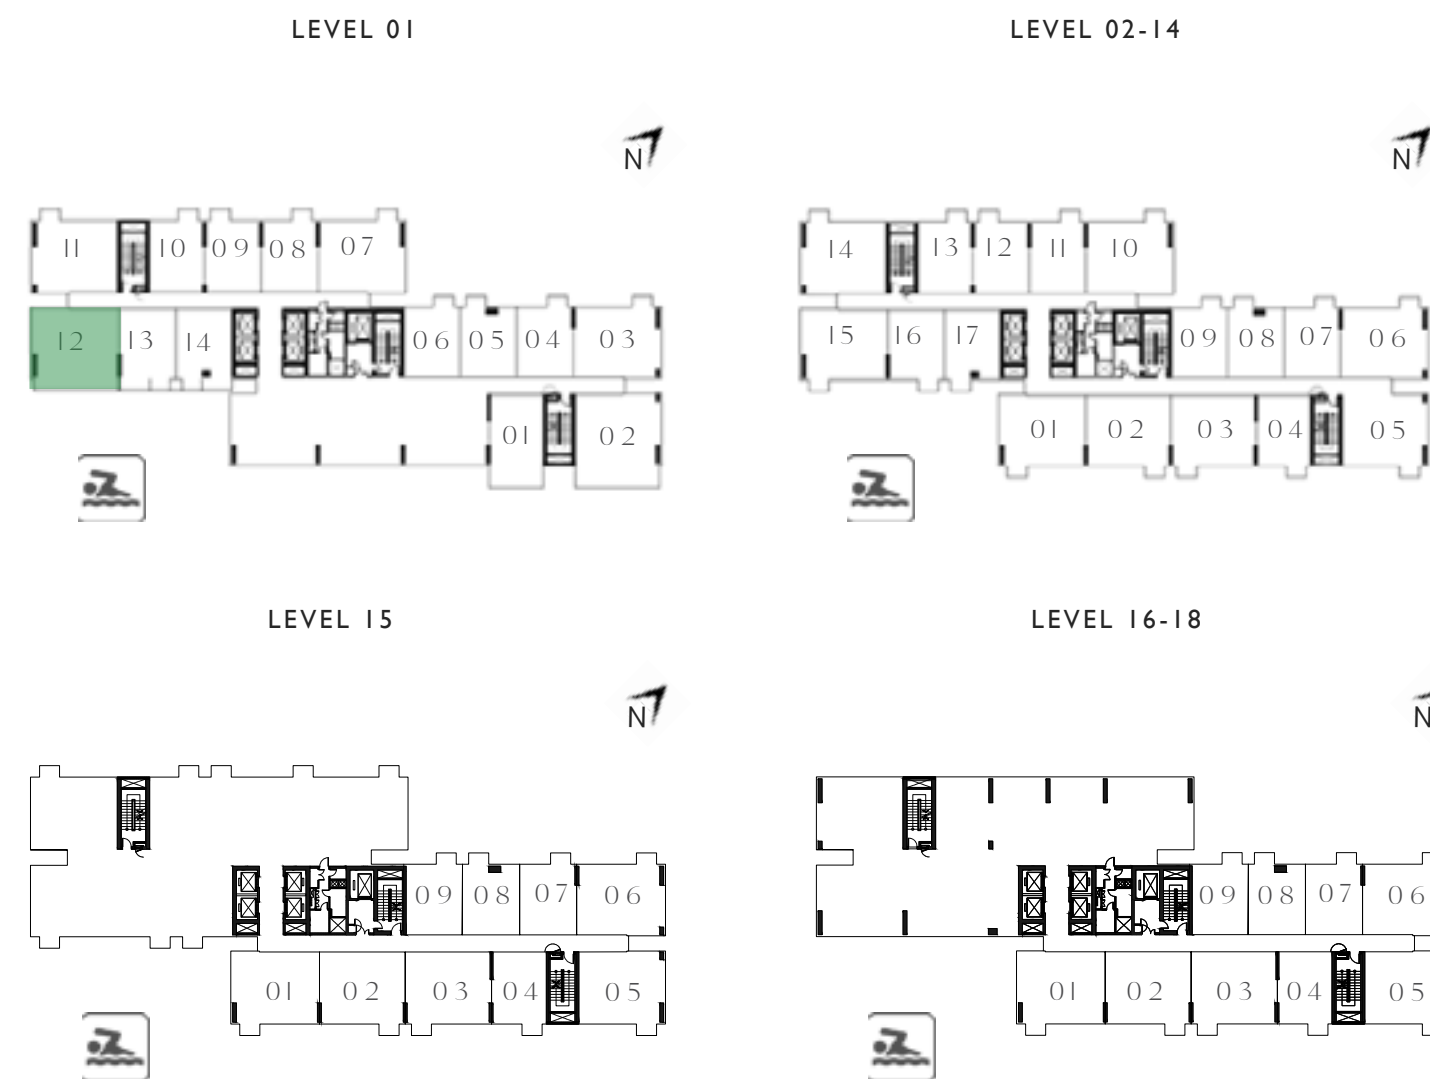 LEVEL 01
LEVEL 02-14
N
N
11 10 09 08 07
14 13 12 11 10
12 13 14 06 05 04 03
15 16 17 09 08 07 06
01 02
01 02 03 04 05
LEVEL 15
LEVEL 16-18
N
N
09 08 07 06
09 08 07 06
01 02 03 04 05
01 02 03 04 05